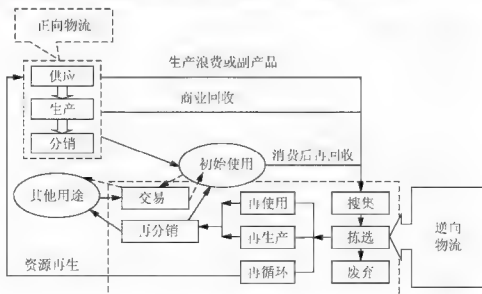 正向物流
供应
生产浪费或副产品
生产
商业回收
分销
初始使用
消费后再回收
其他用途
交易
再使用
搜集
再分销
再生产
拣选
逆向
物流
资源再生
再循环
废弃